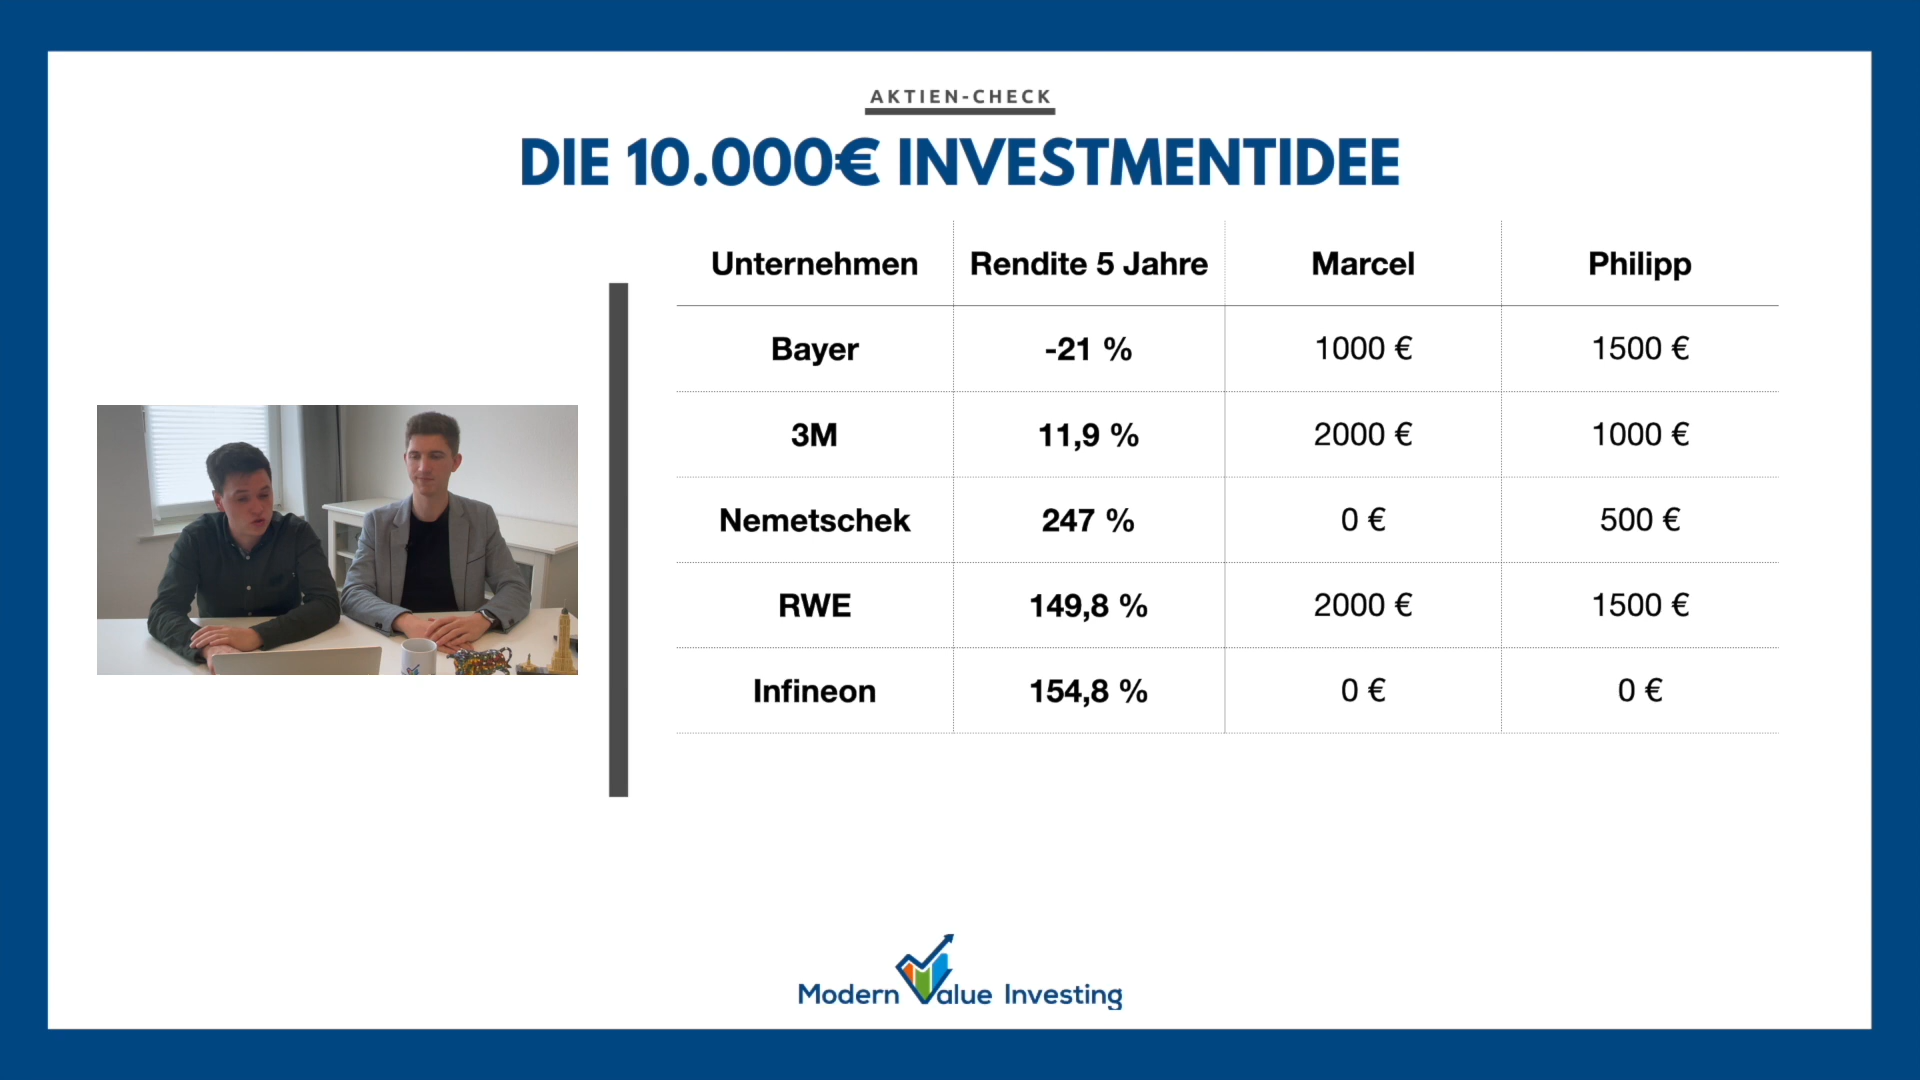 AKTIEN-CHECK
DIE 10.000€ INVESTMENTIDEE
Unternehmen Rendite 5 Jahre Marcel Philipp
Bayer -21 % 1000 € 1500 €
3M 11,9 % 2000 € 1000 €
Nemetschek 247 % 0 € 500 €
RWE 149,8 % 2000 € 1500 €
Infineon 154,8 % 0 € 0 €
Modern Value Investing